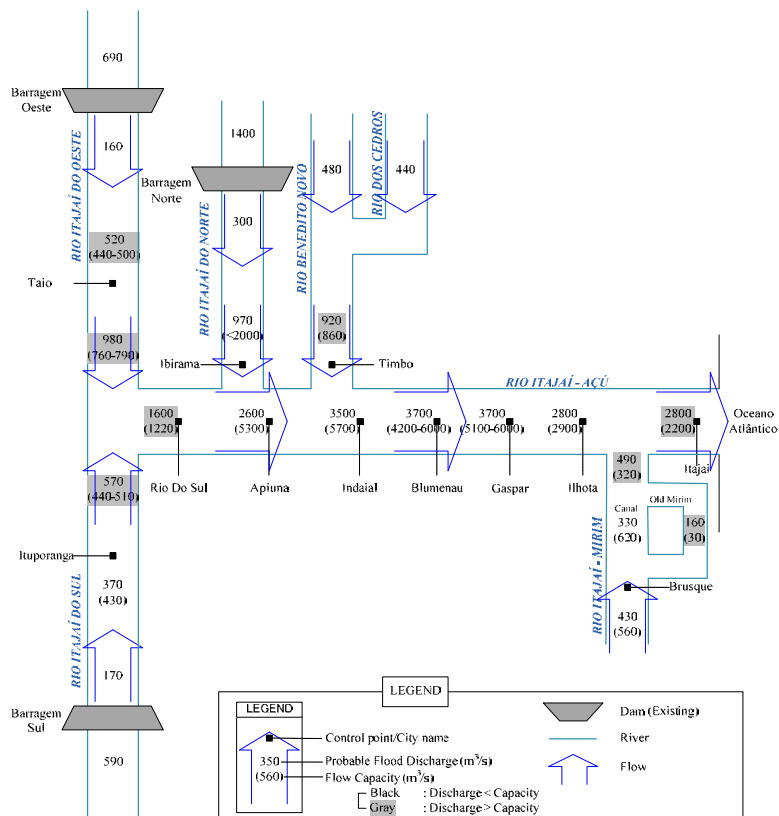 690
Barragem
Oeste
160
RIO ITAJAÍ DO OESTE
520
(440-500)
Taio
980
(760-790)
1400
Barragem
Norte
300
RIO ITAJAÍ DO NORTE
970
(<2000)
Ibirama
480
RIO BENEDITO NOVO
RIO DOS CEDROS
440
920
(860)
Timbo
RIO ITAJAÍ - AÇÚ
1600
(1220)
Rio Do Sul
2600
(5300)
Apiuna
3500
(5700)
Indaial
3700
(4200-6000)
Blumenau
3700
(5100-6000)
Gaspar
2800
(2900)
Ilhota
2800
(2200)
Itajai
Oceano
Atlântico
570
(440-510)
Ituporanga
370
(430)
RIO ITAJAÍ DO SUL
170
Barragem
Sul
590
490
(320)
Canal
330
(620)
Old Mirim
160
(30)
RIO ITAJAÍ - MIRIM
Brusque
430
(560)
LEGEND
LEGEND
Control point/City name
350
Probable Flood Discharge (m³/s)
(560)
Flow Capacity (m³/s)
Black : Discharge < Capacity
Gray : Discharge > Capacity
Dam (Existing)
River
Flow